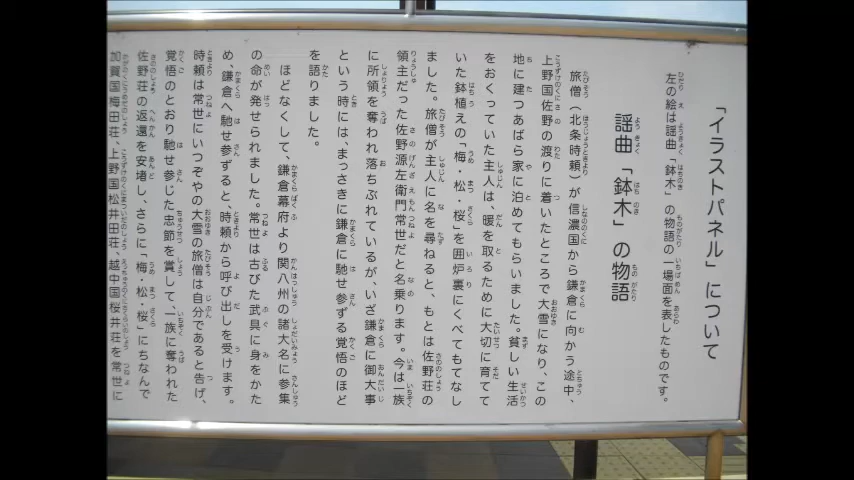 「イラストパネル」について
左の絵は謡曲「鉢木」の物語の一場面を表したものです。
謡曲「鉢木」の物語
旅僧(北条時頼)が信濃国から鎌倉に向かう途中、
上野国佐野の渡りに着いたところで大雪になり、この
地に建つあばら家に泊めてもらいました。貧しい生活
をおくっていた主人は、暖を取るために大切に育てて
いた鉢植えの「梅・松・桜」を囲炉裏にくべてもてなし
ました。旅僧が主人に名を尋ねると、もとは佐野荘の
領主だった佐野源左衛門常世だと名乗ります。今は一族
に所領を奪われ落ちぶれているが、いざ鎌倉に御大事
という時には、まっさきに鎌倉に馳せ参ずる覚悟のほど
を語りました。
ほどなくして、鎌倉幕府より関八州の諸大名に参集
の命が発せられました。常世は古びた武具に身をかた
め、鎌倉へ馳せ参ずると、時頼から呼び出しを受けます。
時頼は常世にいつぞやの大雪の旅僧は自分であると告げ、
覚悟のとおり馳せ参じた忠節を賞して、一族に奪われた
佐野荘の返還を安堵し、さらに「梅・松・桜」にちなんで
加賀国梅田荘、上野国松井田荘、越中国桜井荘を常世に